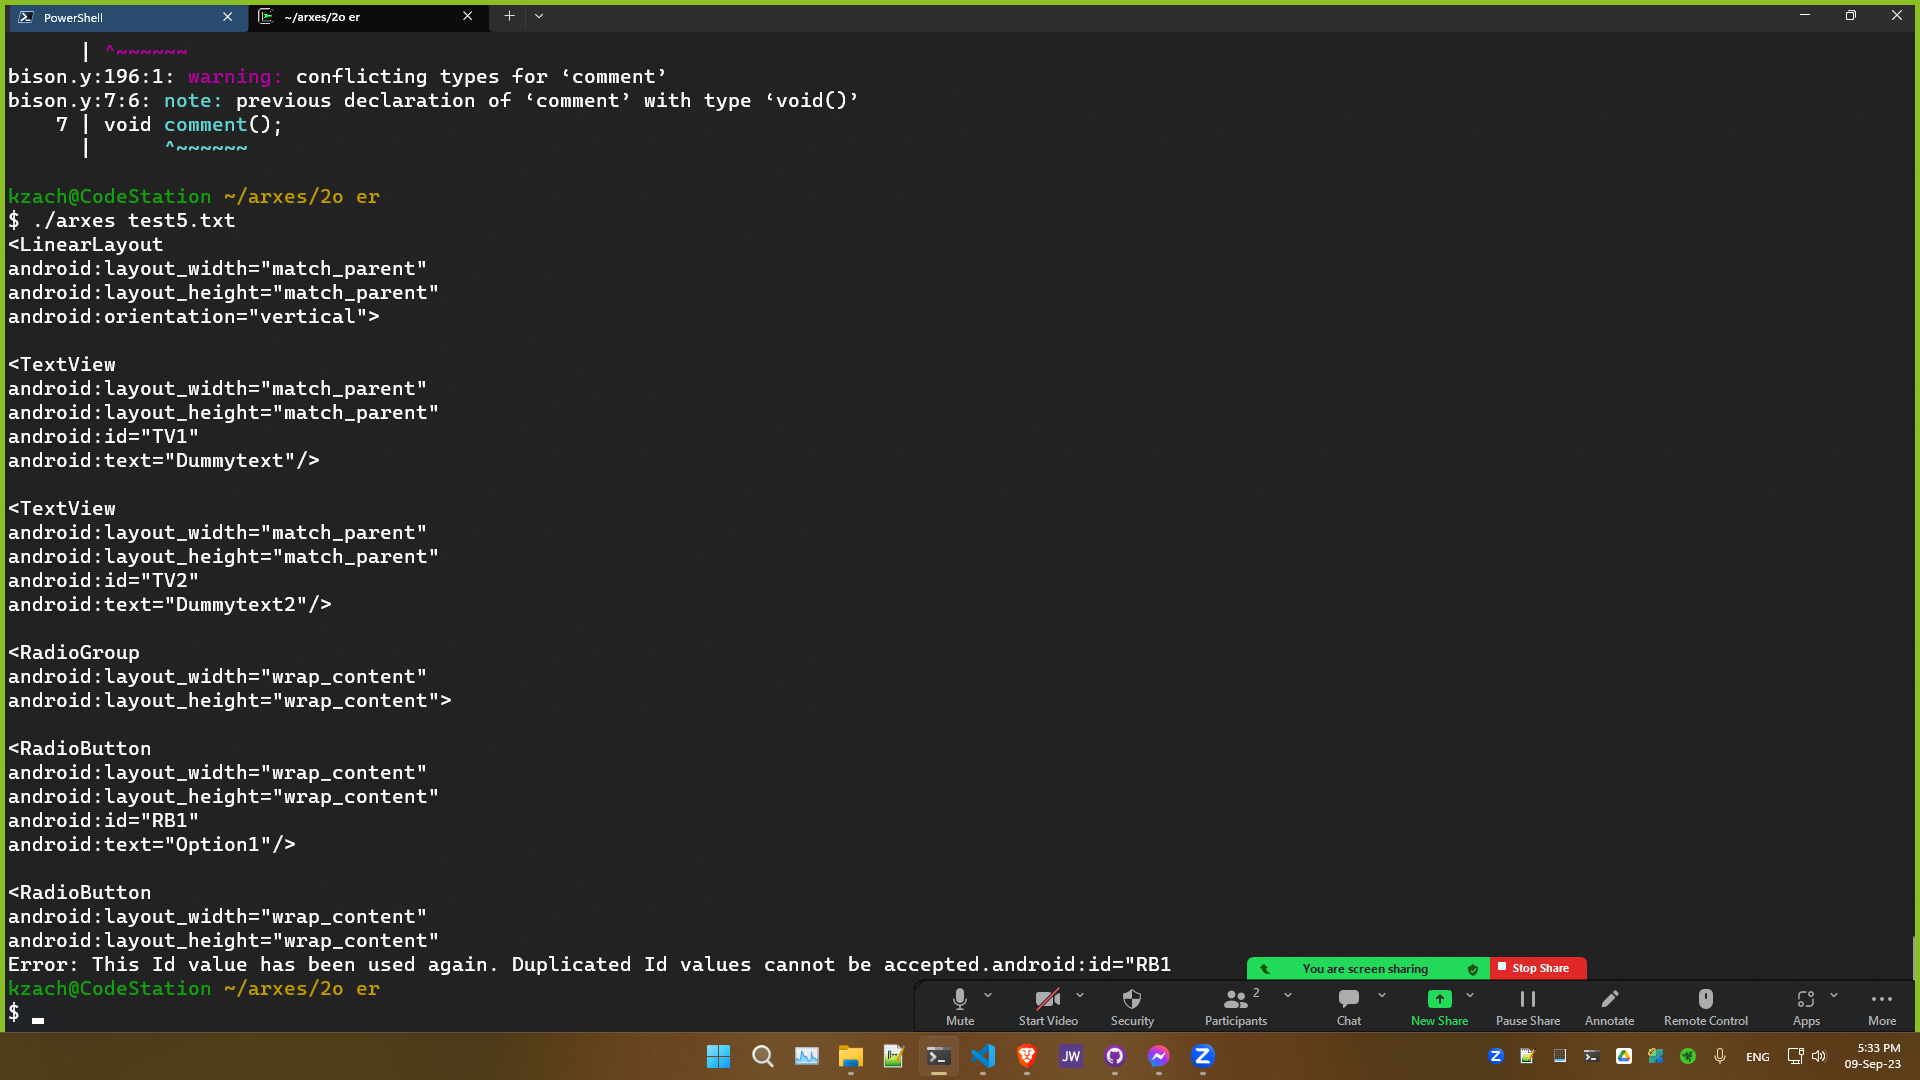 PowerShell
~/arxes/2o er
| ^~~~~~~
bison.y:196:1: warning: conflicting types for ‘comment’
bison.y:7:6: note: previous declaration of ‘comment’ with type ‘void()’
7 | void comment();
| ^~~~~~~
kzach@CodeStation ~/arxes/2o er
$ ./arxes test5.txt
<LinearLayout
android:layout_width="match_parent"
android:layout_height="match_parent"
android:orientation="vertical">
<TextView
android:layout_width="match_parent"
android:layout_height="match_parent"
android:id="TV1"
android:text="Dummytext"/>
<TextView
android:layout_width="match_parent"
android:layout_height="match_parent"
android:id="TV2"
android:text="Dummytext2"/>
<RadioGroup
android:layout_width="wrap_content"
android:layout_height="wrap_content">
<RadioButton
android:layout_width="wrap_content"
android:layout_height="wrap_content"
android:id="RB1"
android:text="Option1"/>
<RadioButton
android:layout_width="wrap_content"
android:layout_height="wrap_content"
Error: This Id value has been used again. Duplicated Id values cannot be accepted.android:id="RB1
kzach@CodeStation ~/arxes/2o er
$
You are screen sharing Stop Share
2
Mute Start Video Security Participants Chat New Share Pause Share Annotate Remote Control Apps More
JW
Z
Z
ENG
5:33 PM
09-Sep-23